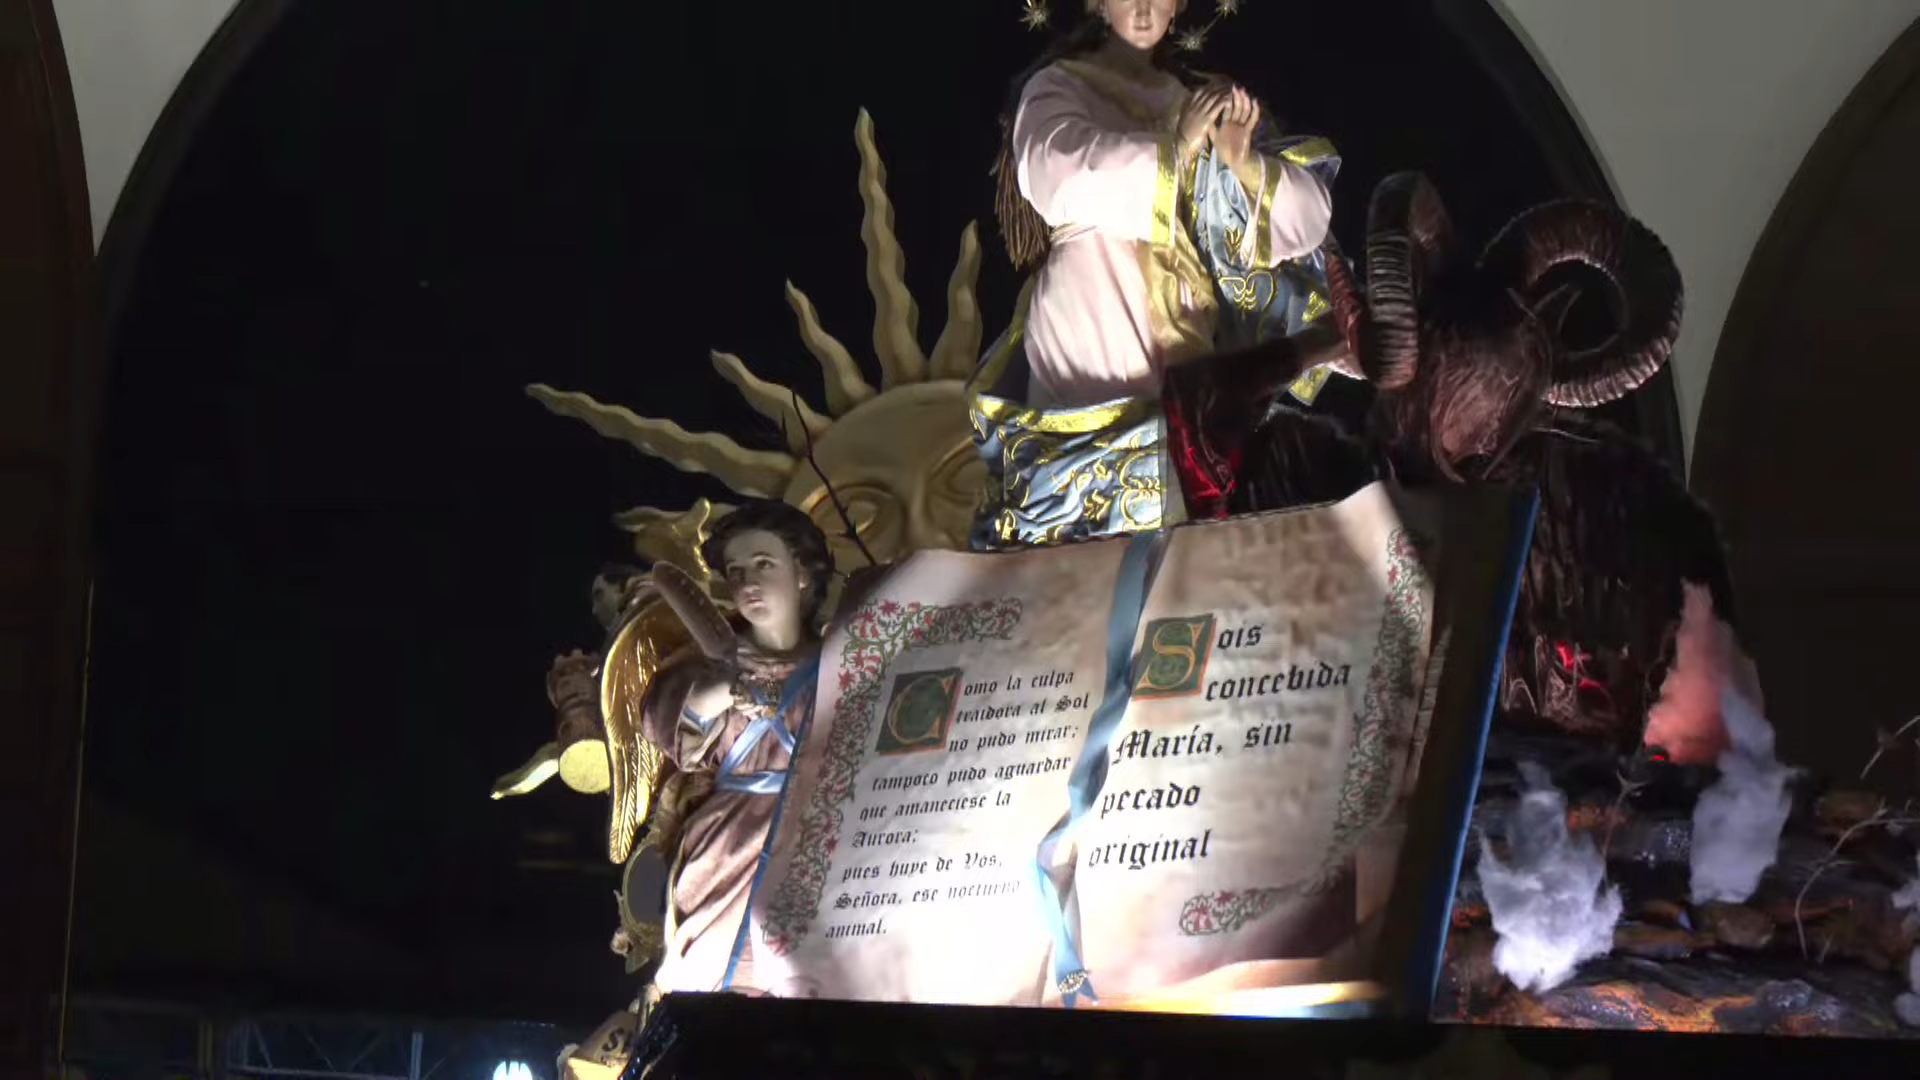 Como la culpa
traidora al Sol
no pudo mirar;
tampoco pudo aguardar
que amaneciese la
Aurora;
pues huye de Vos,
Señora, ese nocturno
animal.
Sois
concebida
María, sin
pecado
original